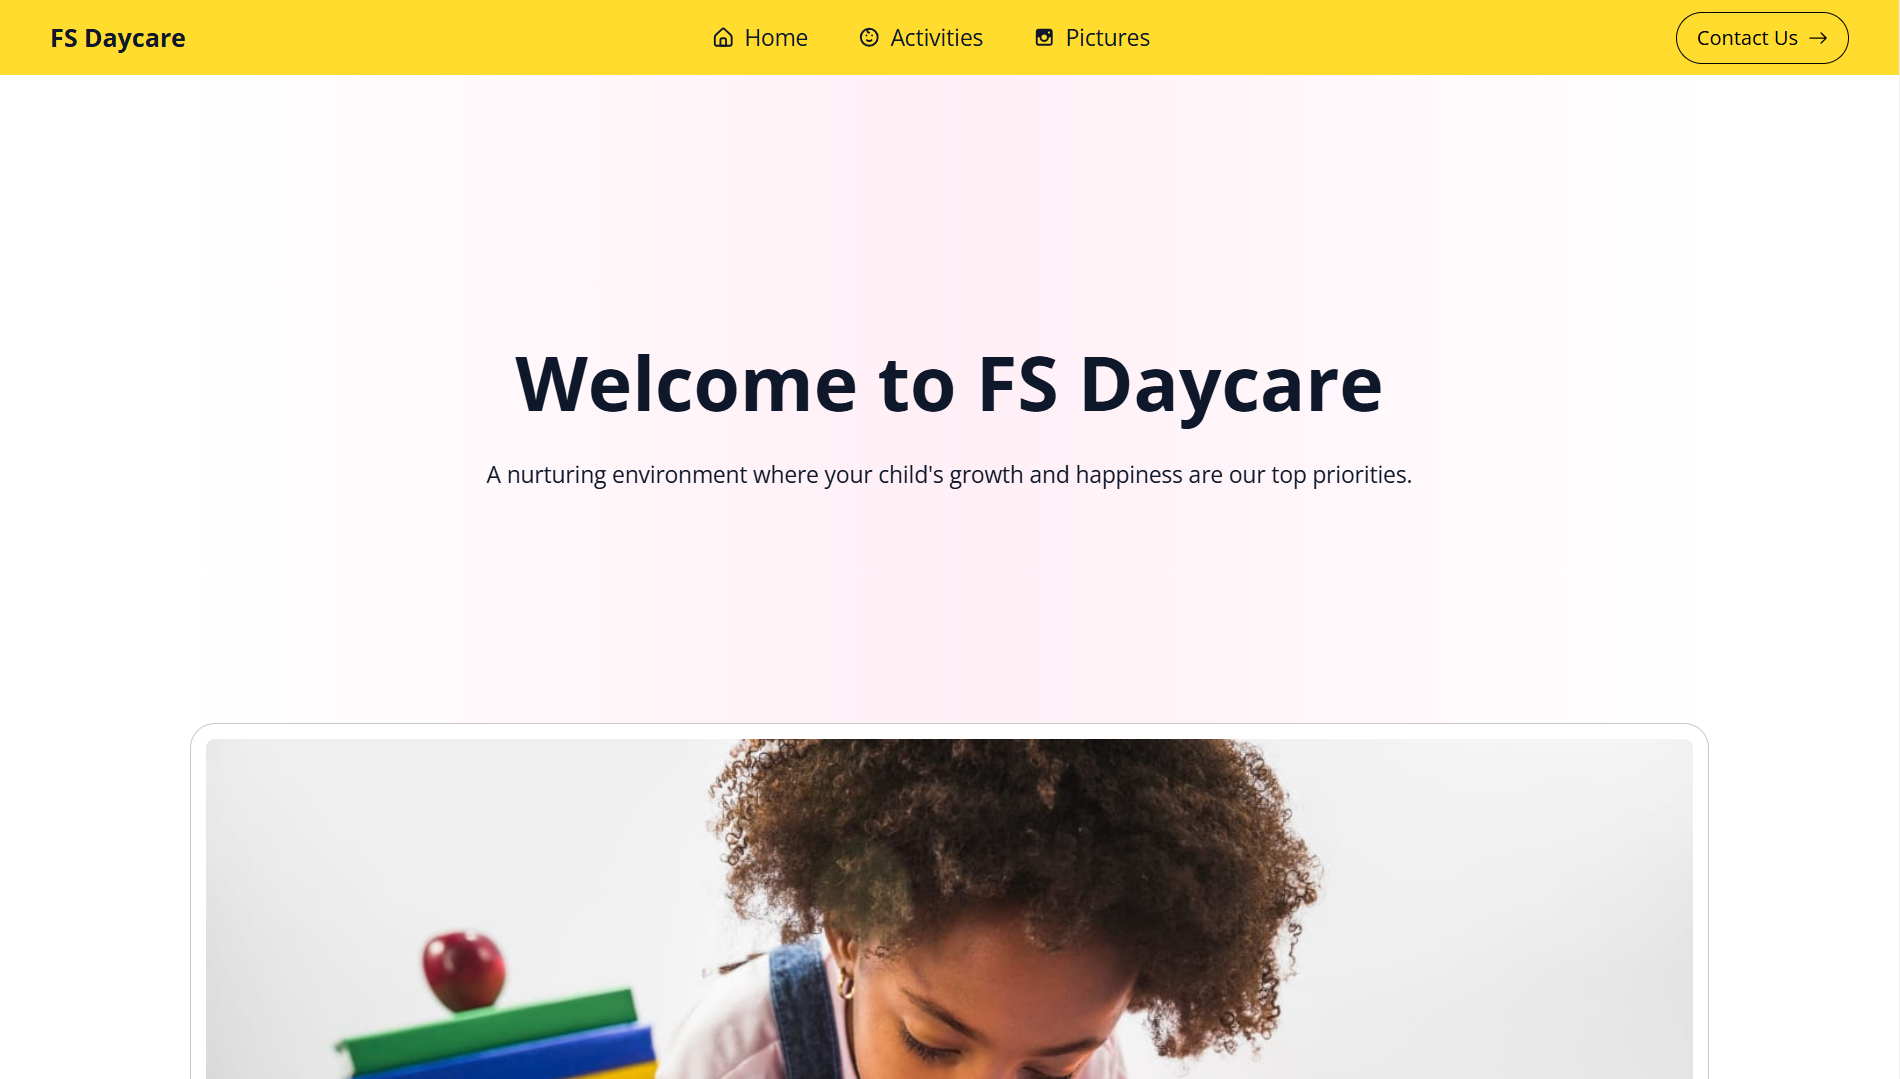 FS Daycare
Home
Activities
Pictures
Contact Us
Welcome to FS Daycare
A nurturing environment where your child's growth and happiness are our top priorities.